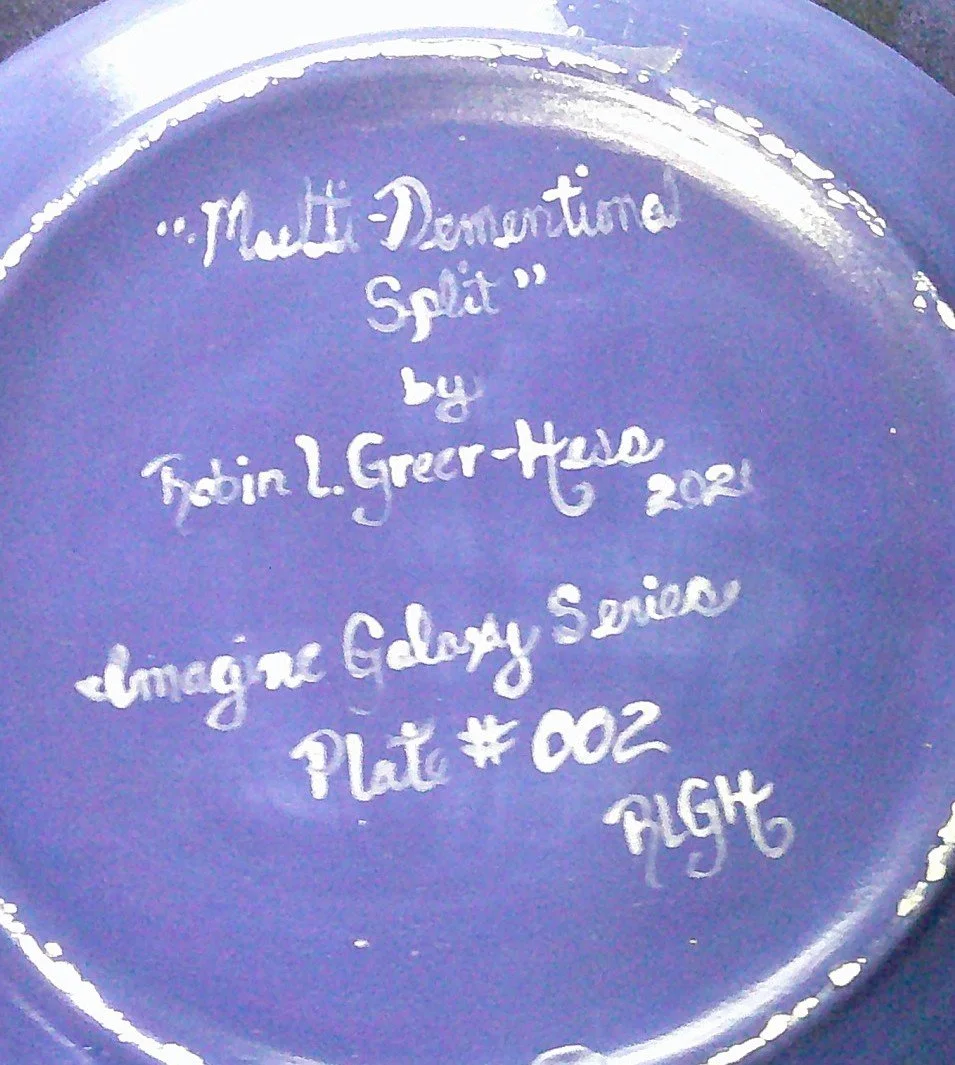 "Multi-Dementional
Split"
by
Robin L. Greer-Hess
2021
Imagine Galaxy Series
Plate # 002
RLGH